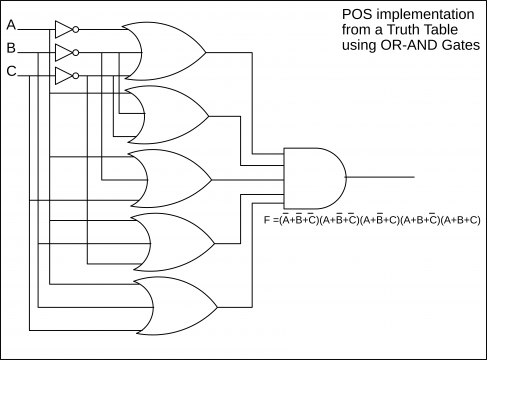 POS implementation
from a Truth Table
using OR-AND Gates
A
B
C
F =(A̅+B̅+C̅)(A+B̅+C̅)(A+B̅+C)(A+B+C̅)(A+B+C)